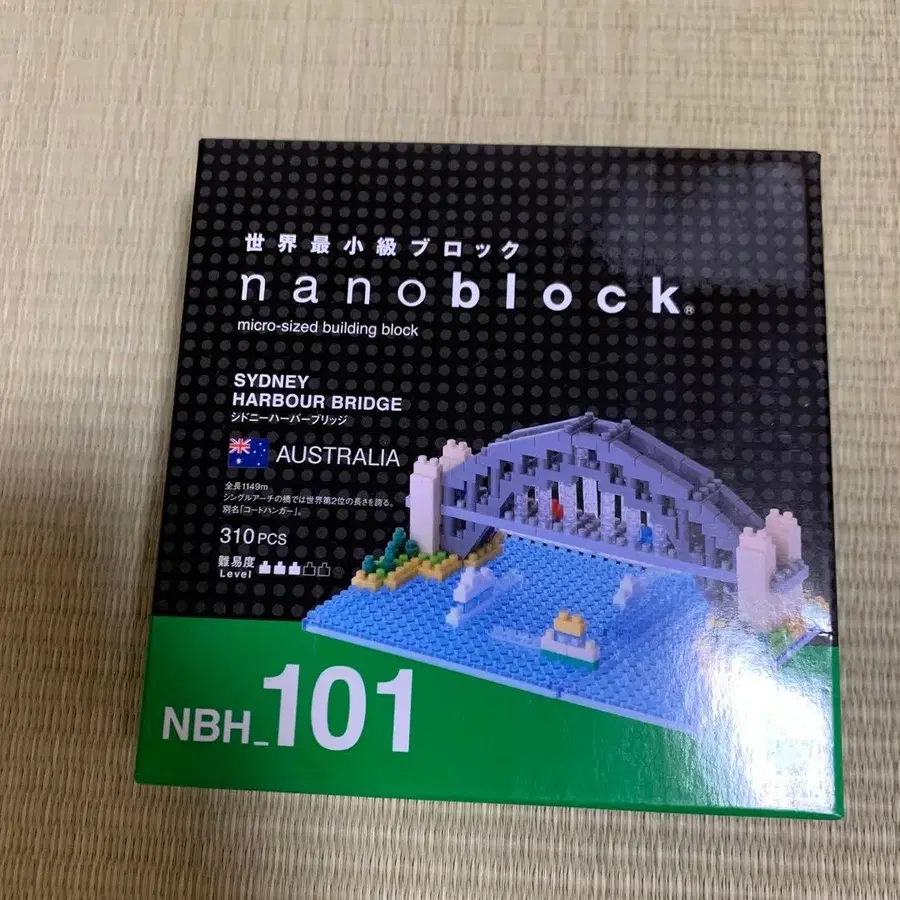 世界最小級ブロック
nanoblock®
micro-sized building block
SYDNEY
HARBOUR BRIDGE
シドニーハーバーブリッジ
AUSTRALIA
全長1149m
シングルアーチの橋では世界第2位の長さを誇る。
別名「コートハンガー」。
310 PCS
難易度
Level
NBH_101